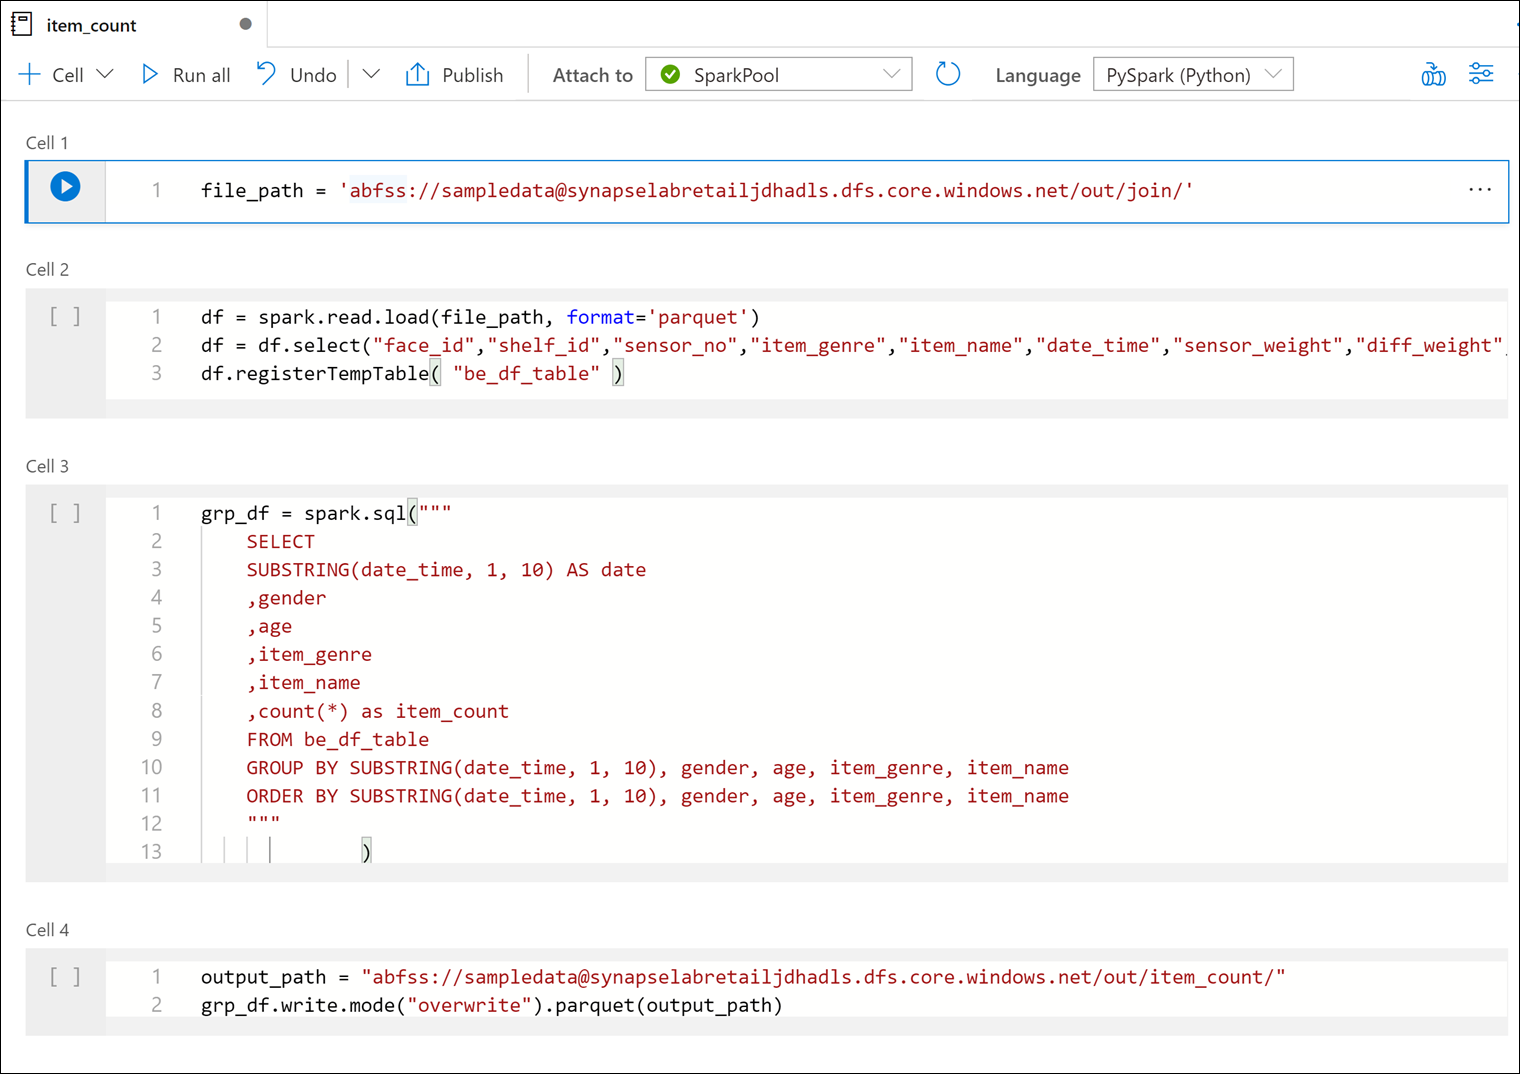 item_count
Cell Run all Undo Publish Attach to SparkPool Language PySpark (Python)
Cell 1
1 file_path = 'abfss://sampledata@synapselabretailjdhadls.dfs.core.windows.net/out/join/' ...
Cell 2
[ ] 1 df = spark.read.load(file_path, format='parquet')
2 df = df.select("face_id","shelf_id","sensor_no","item_genre","item_name","date_time","sensor_weight","diff_weight",
3 df.registerTempTable( "be_df_table" )
Cell 3
[ ] 1 grp_df = spark.sql("""
2 SELECT
3 SUBSTRING(date_time, 1, 10) AS date
4 ,gender
5 ,age
6 ,item_genre
7 ,item_name
8 ,count(*) as item_count
9 FROM be_df_table
10 GROUP BY SUBSTRING(date_time, 1, 10), gender, age, item_genre, item_name
11 ORDER BY SUBSTRING(date_time, 1, 10), gender, age, item_genre, item_name
12 """
13 )
Cell 4
[ ] 1 output_path = "abfss://sampledata@synapselabretailjdhadls.dfs.core.windows.net/out/item_count/"
2 grp_df.write.mode("overwrite").parquet(output_path)